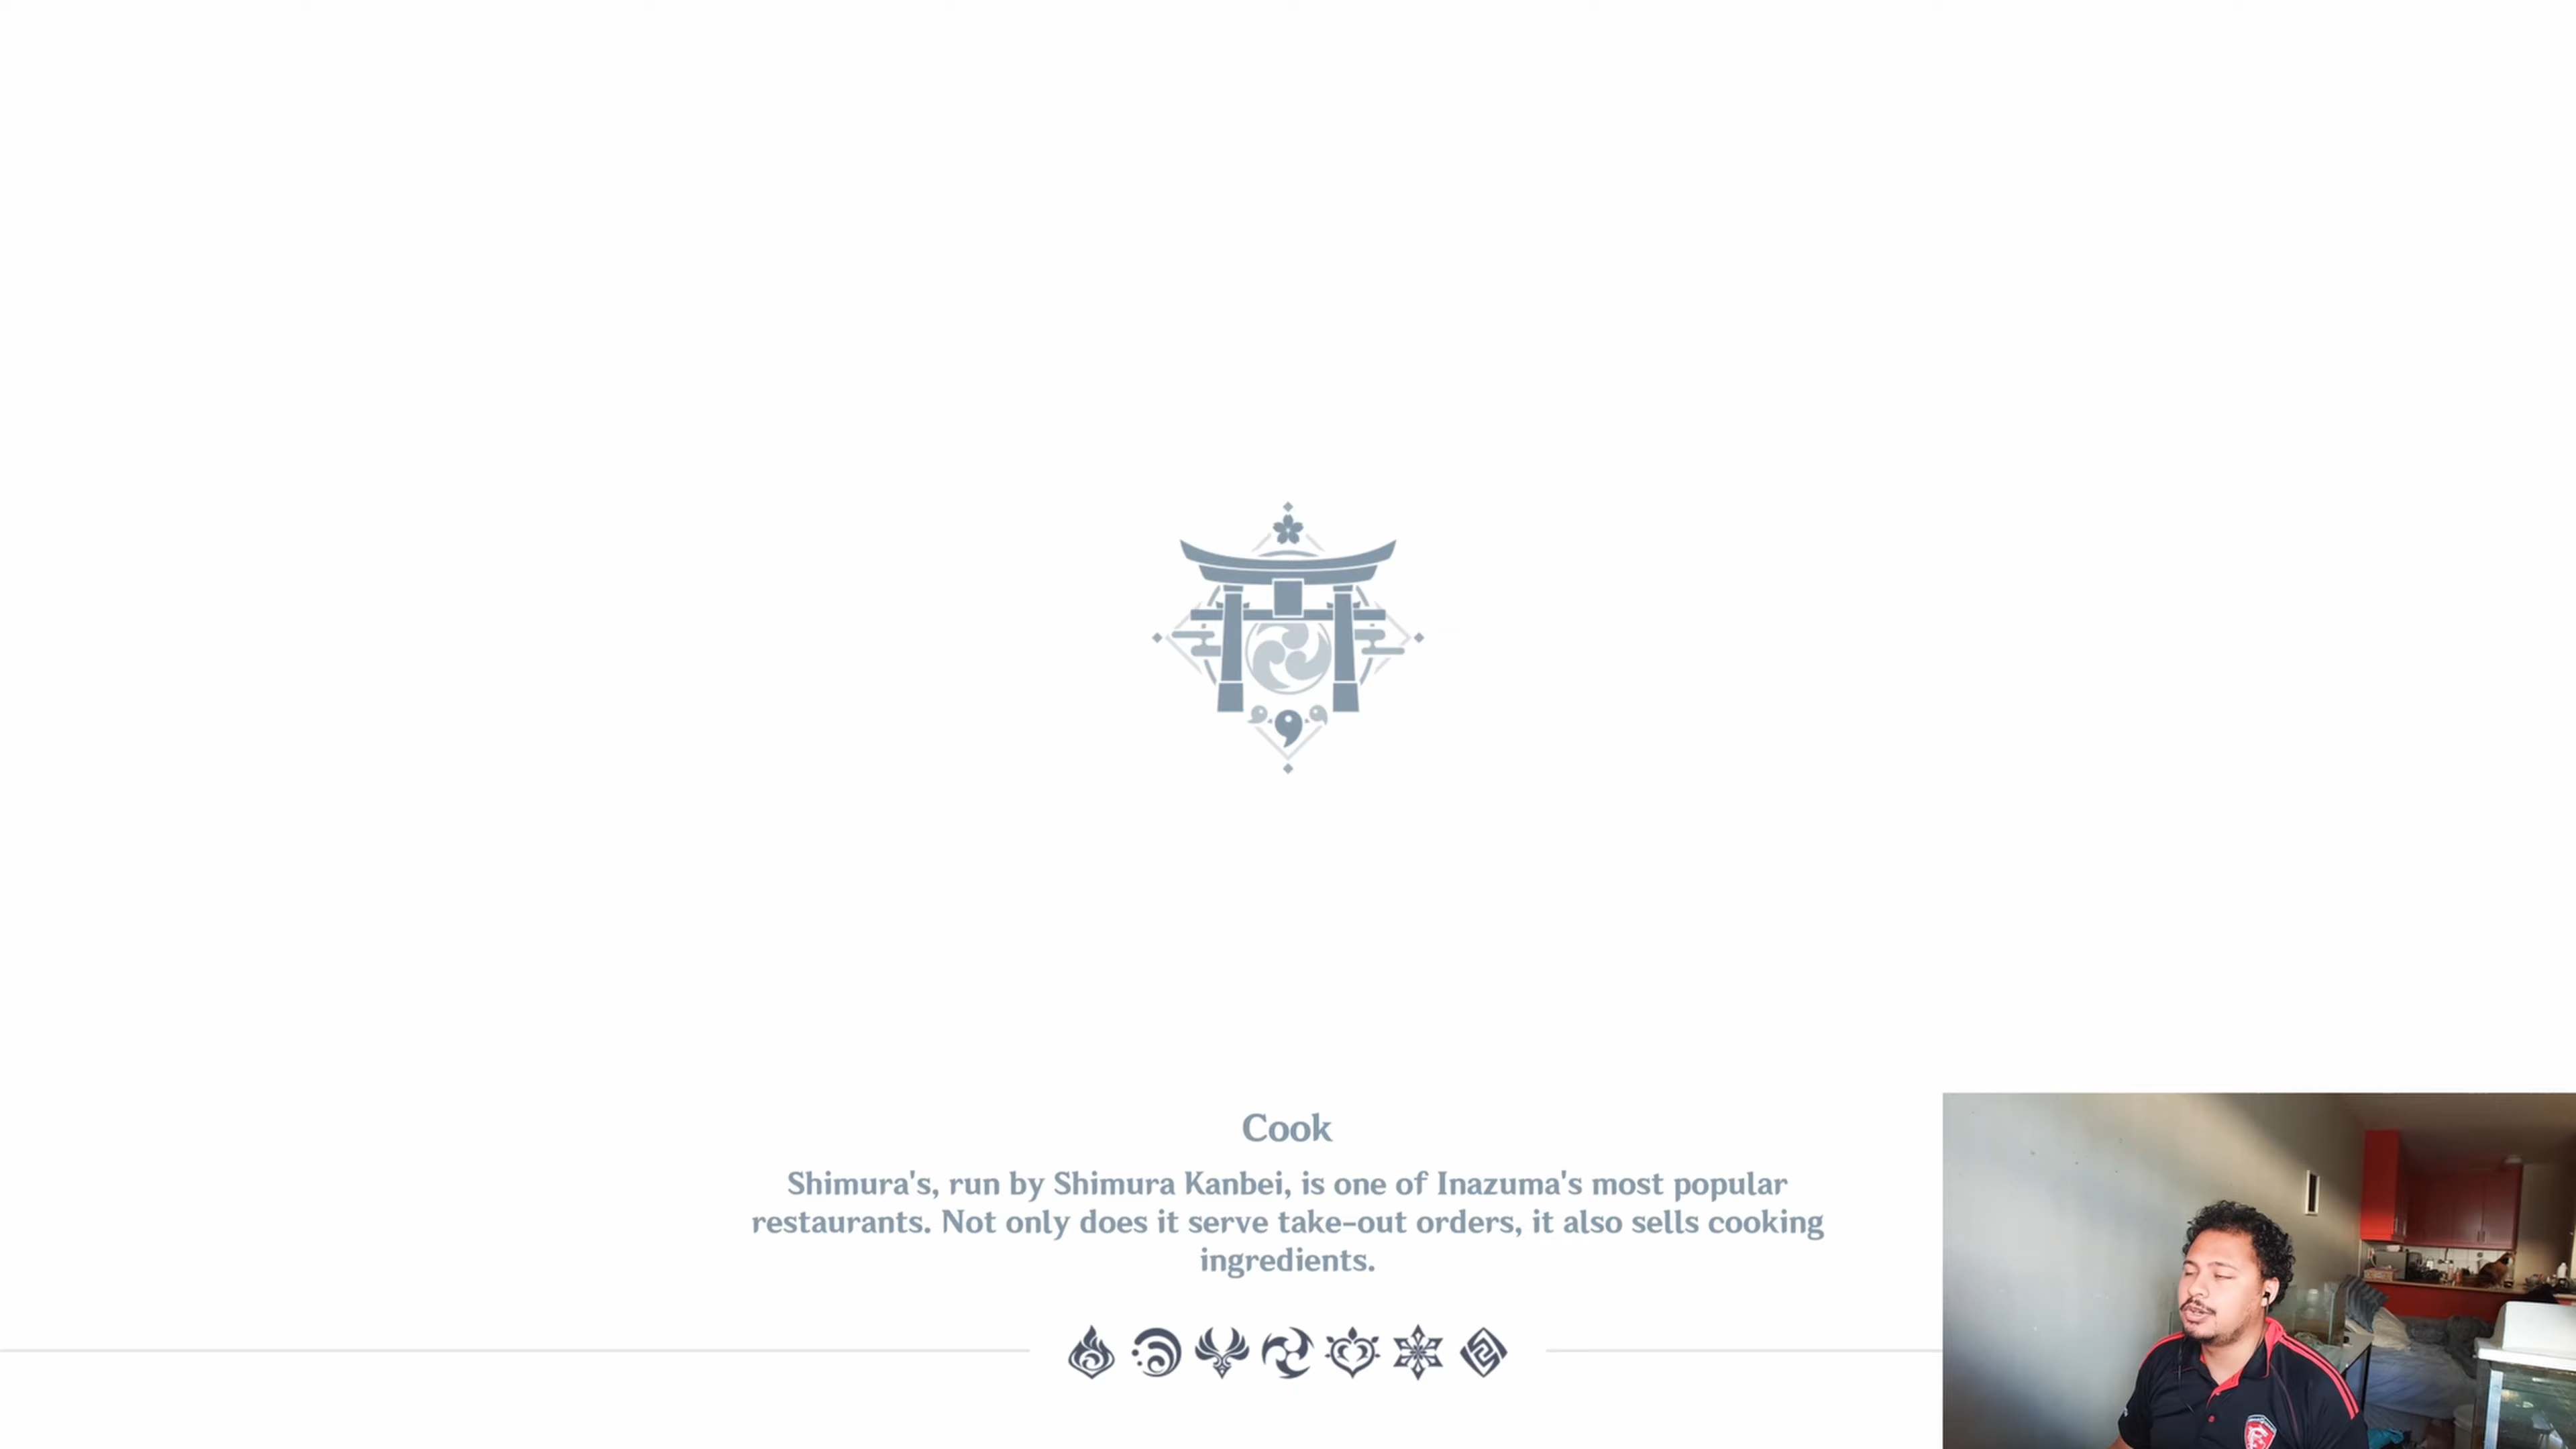 Cook
Shimura's, run by Shimura Kanbei, is one of Inazuma's most popular
restaurants. Not only does it serve take-out orders, it also sells cooking
ingredients.